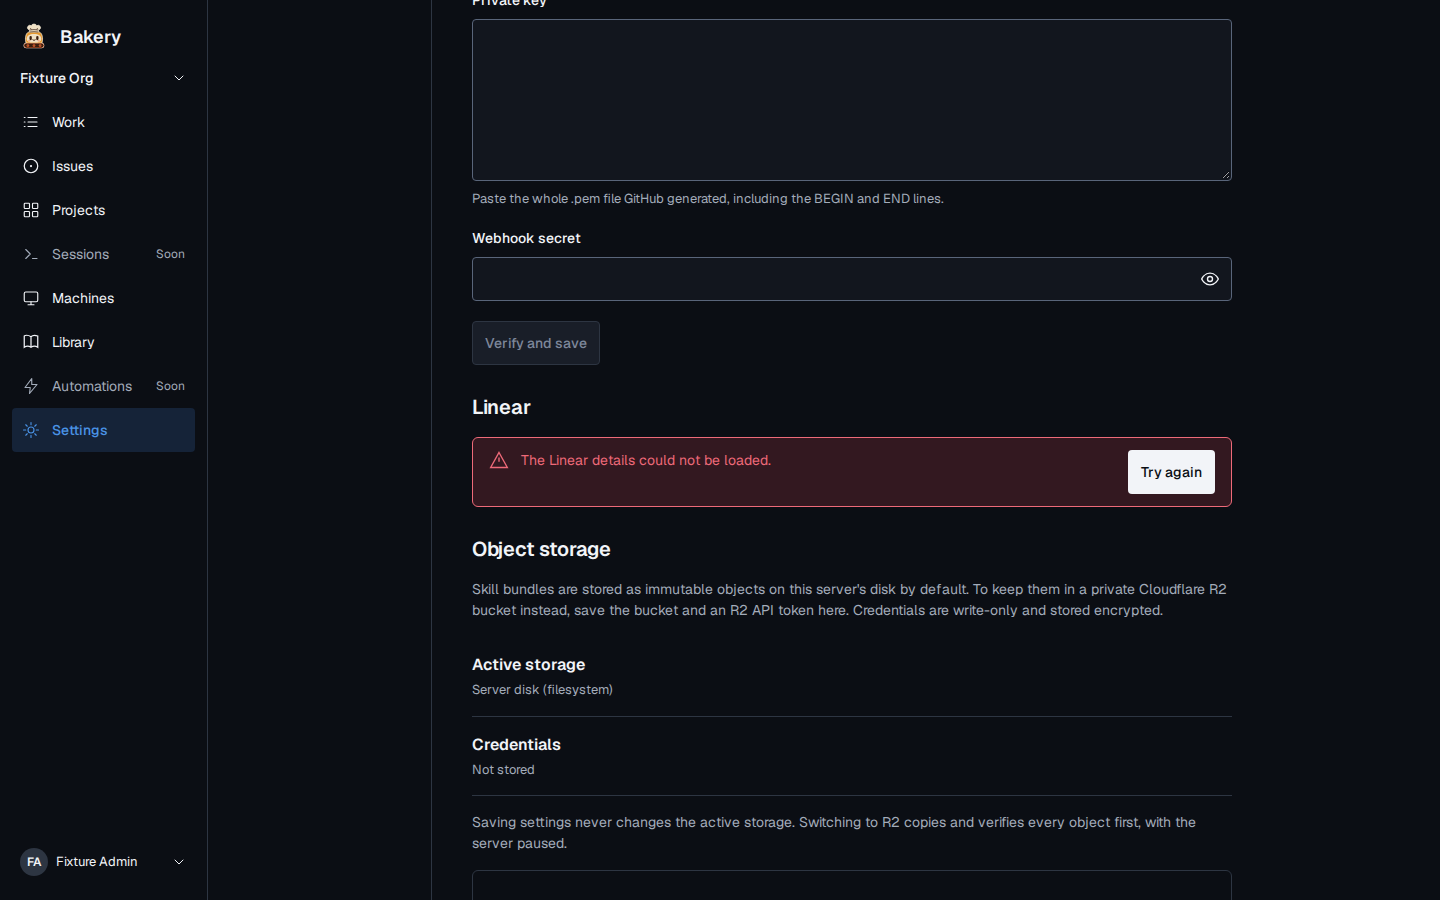 Bakery
Fixture Org
Work
Issues
Projects
Sessions Soon
Machines
Library
Automations Soon
Settings
FA Fixture Admin
Private key
Paste the whole .pem file GitHub generated, including the BEGIN and END lines.
Webhook secret
Verify and save
Linear
The Linear details could not be loaded.
Try again
Object storage
Skill bundles are stored as immutable objects on this server's disk by default. To keep them in a private Cloudflare R2
bucket instead, save the bucket and an R2 API token here. Credentials are write-only and stored encrypted.
Active storage
Server disk (filesystem)
Credentials
Not stored
Saving settings never changes the active storage. Switching to R2 copies and verifies every object first, with the
server paused.